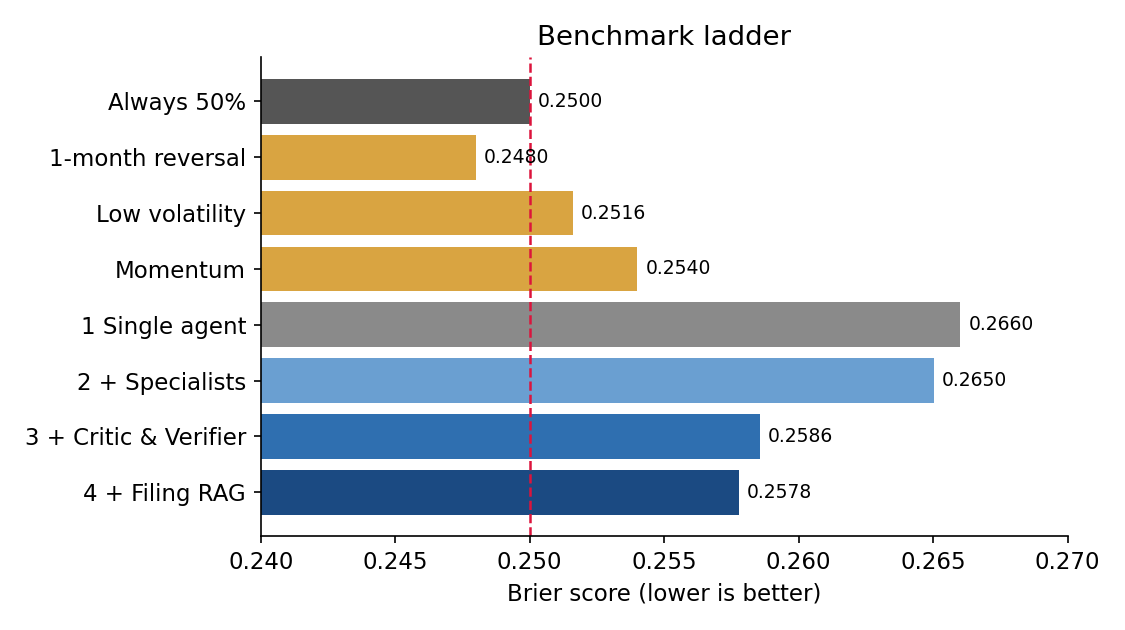 Benchmark ladder
Always 50%
0.2500
1-month reversal
0.2480
Low volatility
0.2516
Momentum
0.2540
1 Single agent
0.2660
2 + Specialists
0.2650
3 + Critic & Verifier
0.2586
4 + Filing RAG
0.2578
0.240 0.245 0.250 0.255 0.260 0.265 0.270
Brier score (lower is better)